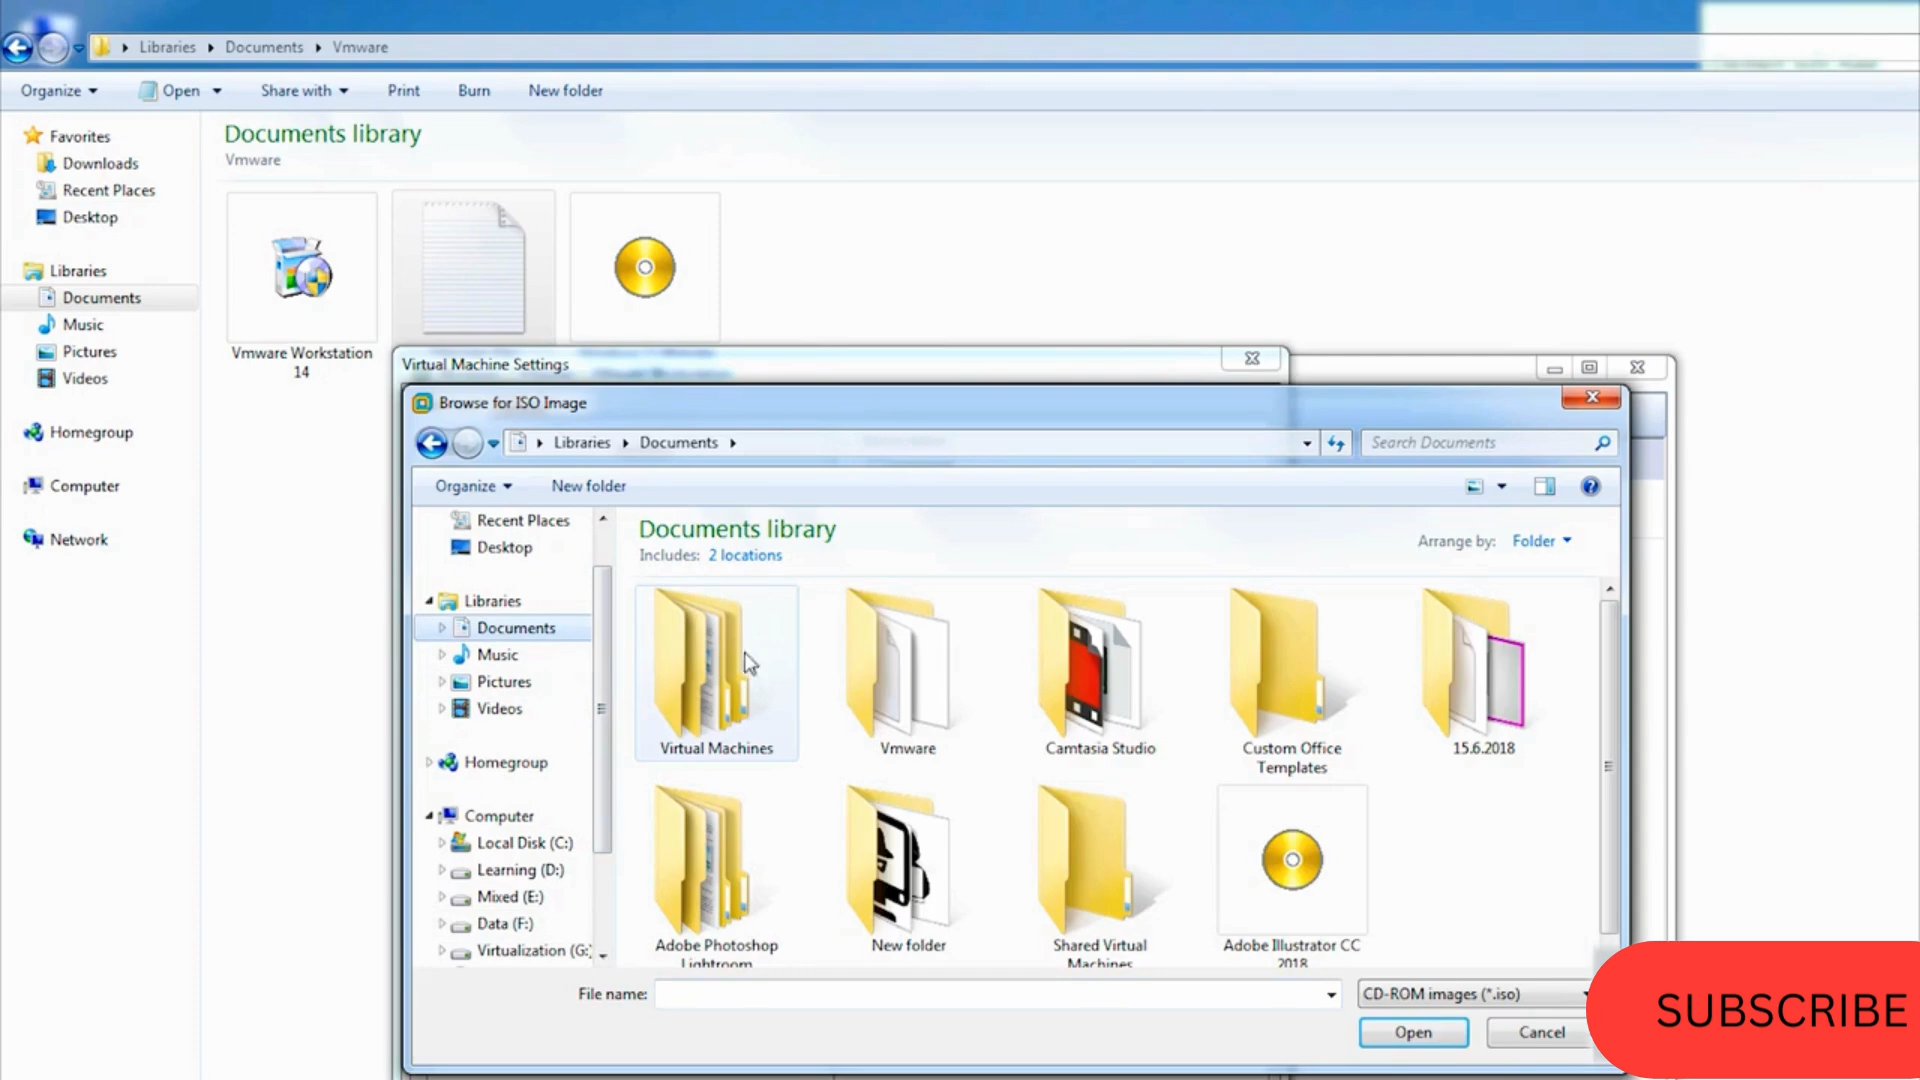 Libraries Documents Vmware
Organize Open Share with Print Burn New folder
Favorites
Downloads
Recent Places
Desktop
Libraries
Documents
Music
Pictures
Videos
Homegroup
Computer
Network
Documents library
Vmware
Vmware Workstation
14
Virtual Machine Settings
Browse for ISO Image
Libraries Documents
Search Documents
Organize New folder
Recent Places
Desktop
Libraries
Documents
Music
Pictures
Videos
Homegroup
Computer
Local Disk (C:)
Learning (D:)
Mixed (E:)
Data (F:)
Virtualization (G:
Documents library
Includes: 2 locations
Arrange by: Folder
Virtual Machines
Vmware
Camtasia Studio
Custom Office
Templates
15.6.2018
Adobe Photoshop
Lightroom
New folder
Shared Virtual
Machines
Adobe Illustrator CC
2018
File name:
CD-ROM images (*.iso)
Open
Cancel
SUBSCRIBE